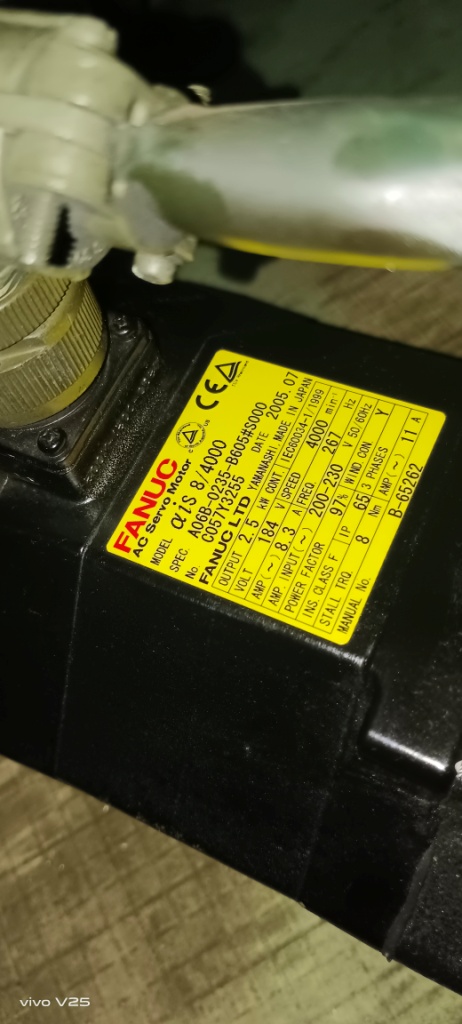 FANUC
AC Servo Motor
MODEL αiS 8/4000
SPEC. A06B-0235-B605#S000
No C057Y3255 DATE 2005.07
FANUC LTD YAMANASHI, MADE IN JAPAN
OUTPUT 2.5 kW CONT (IEC60034-1/1999)
VOLT 184 V SPEED 4000 min-1
AMP (~) 8.3 A FREQ. 261 Hz
AMP INPUT (~) 200-230 V 50/60Hz
POWER FACTOR 97% WIND CON Y
INS. CLASS F IP 65 3 PHASES
STALL TRQ. 8 Nm AMP (~) 11 A
MANUAL No. B-65262
CE
vivo V25